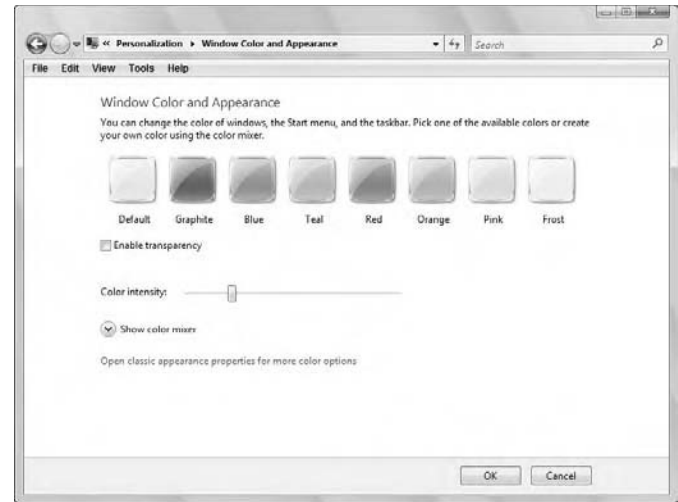 « Personalization ▸ Window Color and Appearance
Search
File Edit View Tools Help
Window Color and Appearance
You can change the color of windows, the Start menu, and the taskbar. Pick one of the available colors or create
your own color using the color mixer.
Default Graphite Blue Teal Red Orange Pink Frost
Enable transparency
Color intensity:
Show color mixer
Open classic appearance properties for more color options
OK Cancel